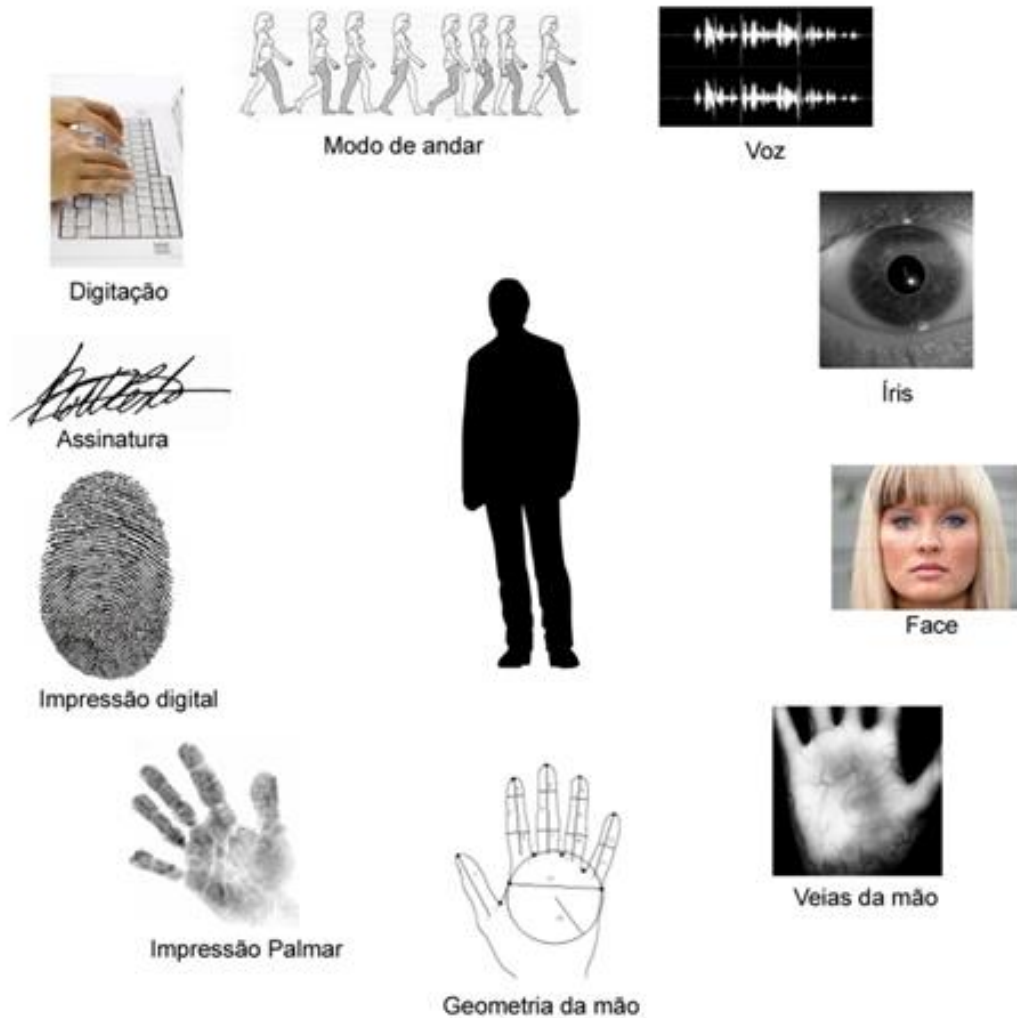 Modo de andar
Voz
Digitação
Íris
Assinatura
Face
Impressão digital
Veias da mão
Impressão Palmar
Geometria da mão